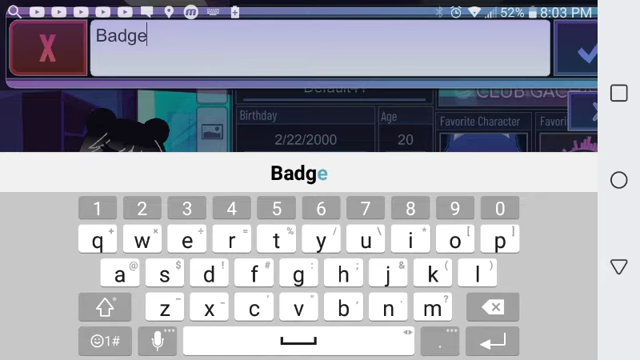 52% 8:03 PM
X Badge
Default41
CLUB
Birthday Age
2/22/2000 20
Favorite Character
Badge
1 2 3 4 5 6 7 8 9 0
q w e r t y u i o p
a s d f g h j k l
z x c v b n m
1#